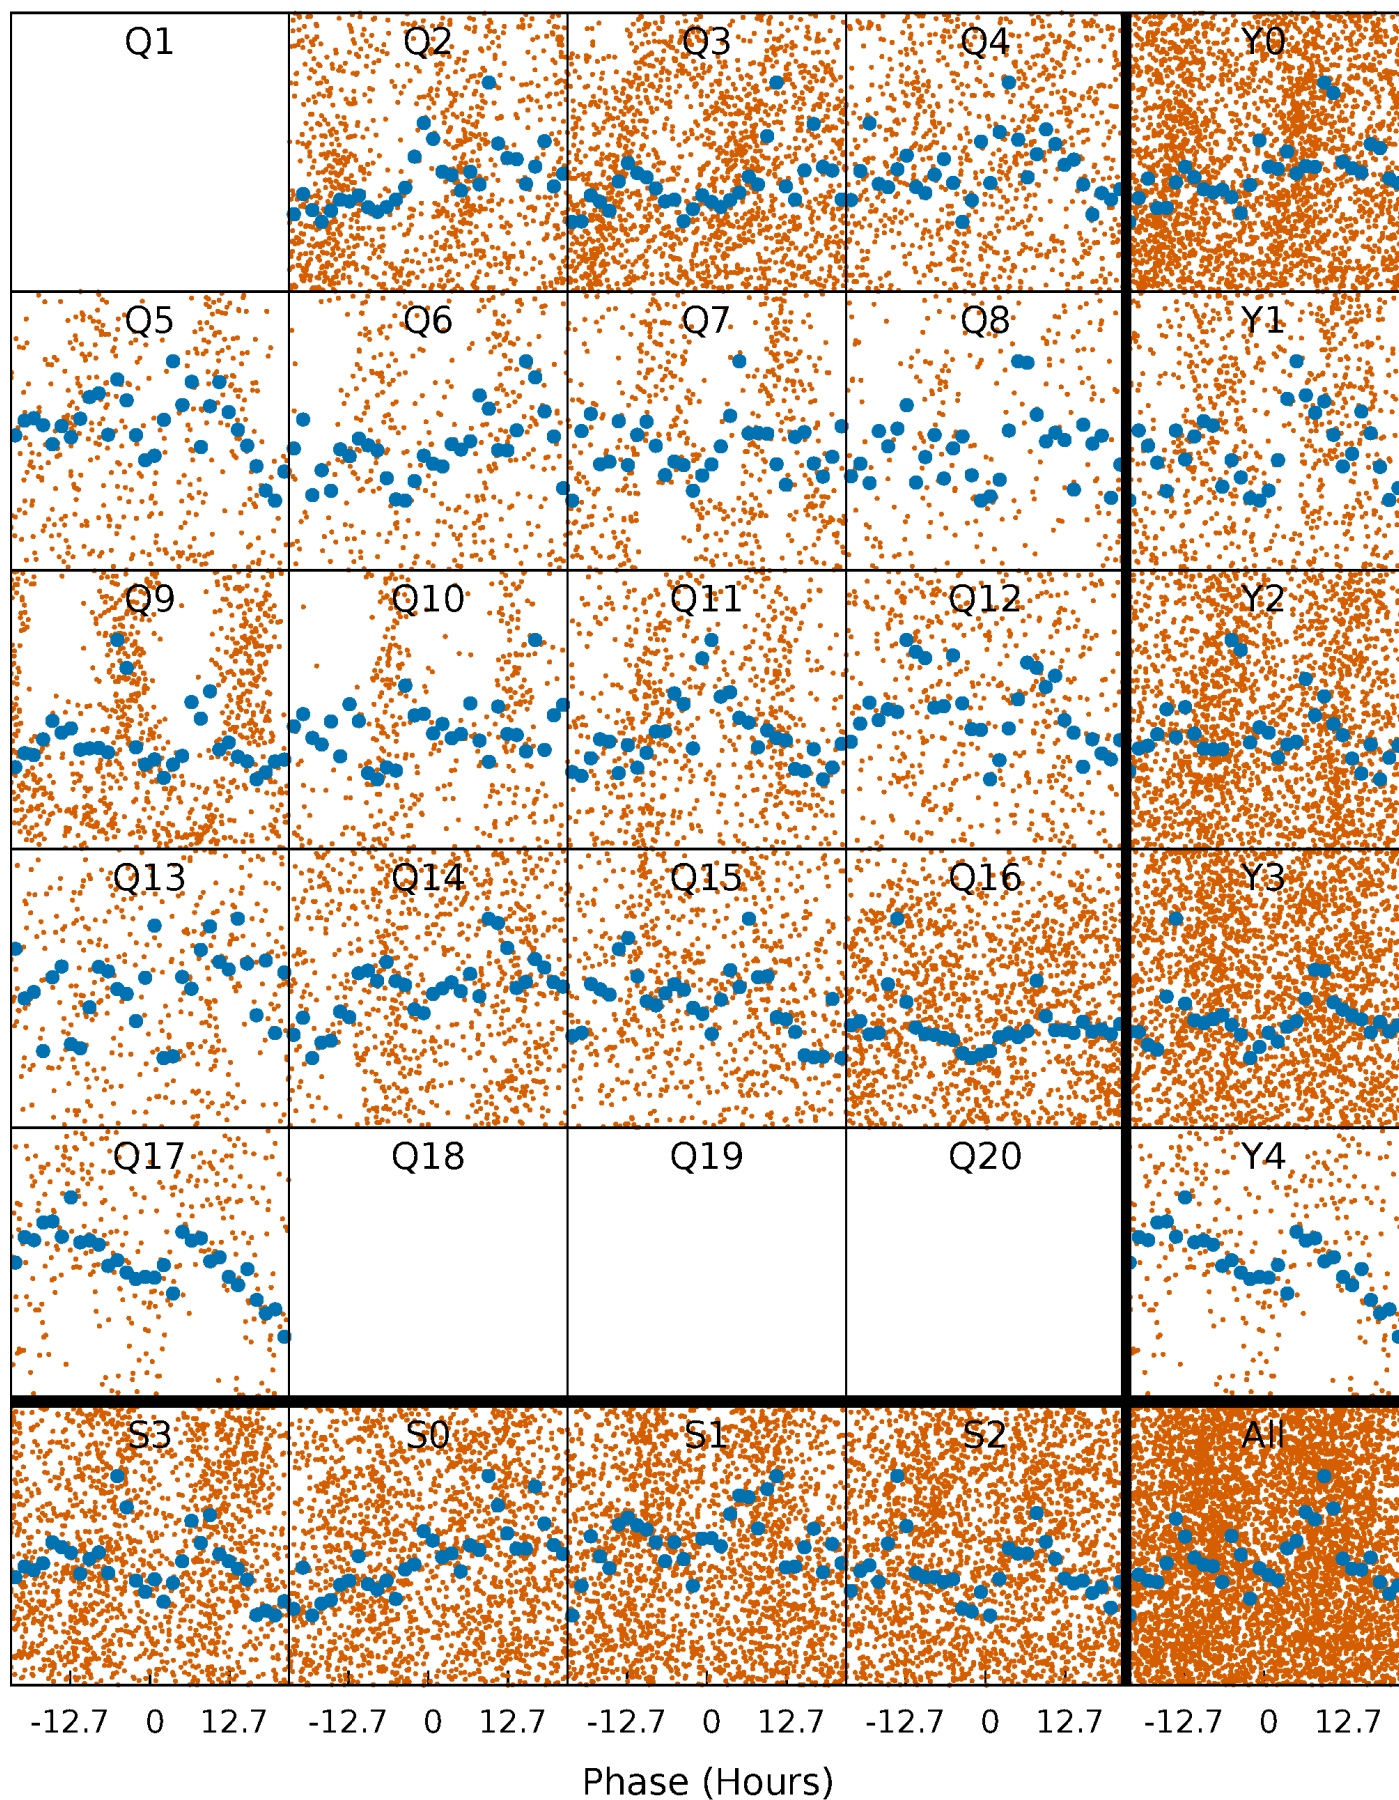 Q1 Q2 Q3 Q4 Y0
Q5 Q6 Q7 Q8 Y1
Q9 Q10 Q11 Q12 Y2
Q13 Q14 Q15 Q16 Y3
Q17 Q18 Q19 Q20 Y4
S3 S0 S1 S2 All
-12.7 0 12.7 -12.7 0 12.7 -12.7 0 12.7 -12.7 0 12.7 -12.7 0 12.7
Phase (Hours)